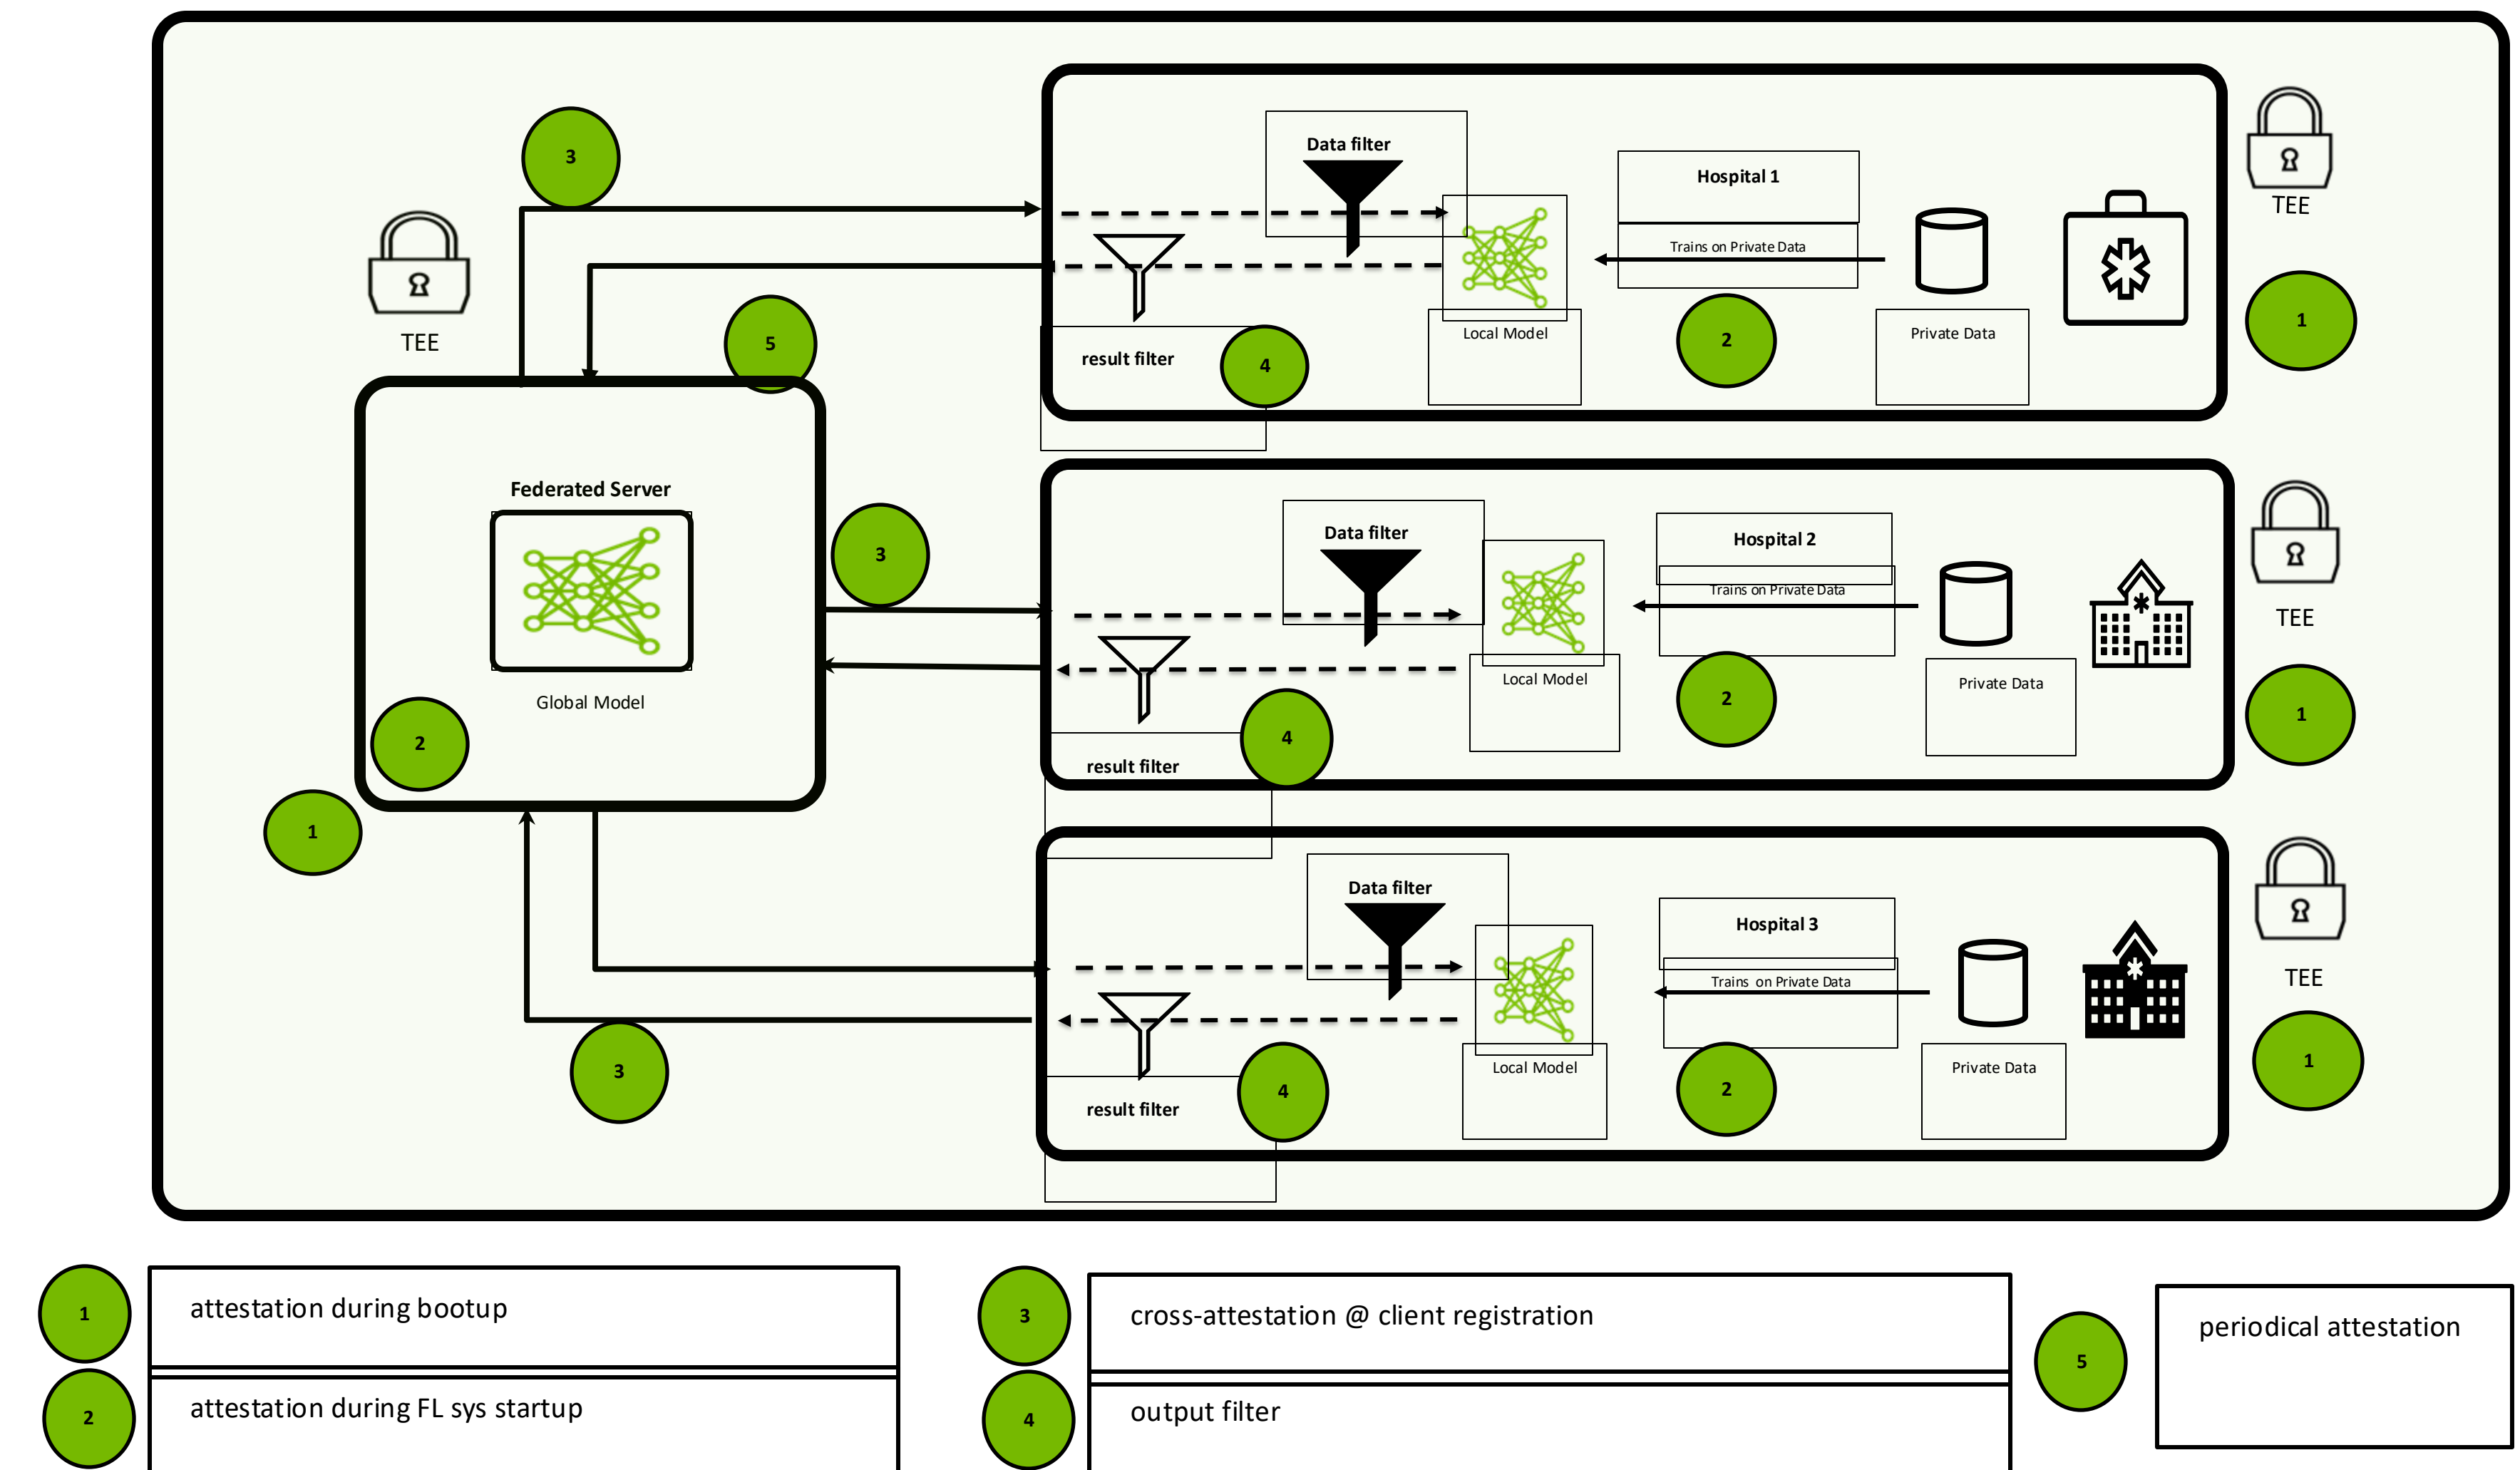 3
Data filter
Hospital 1
Trains on Private Data
TEE
TEE
5
result filter
4
Local Model
2
Private Data
1
Federated Server
Global Model
2
1
3
Data filter
Hospital 2
Trains on Private Data
TEE
Local Model
2
Private Data
1
result filter
4
Data filter
Hospital 3
Trains on Private Data
TEE
3
Local Model
2
Private Data
1
result filter
4
1
attestation during bootup
2
attestation during FL sys startup
3
cross-attestation @ client registration
4
output filter
5
periodical attestation